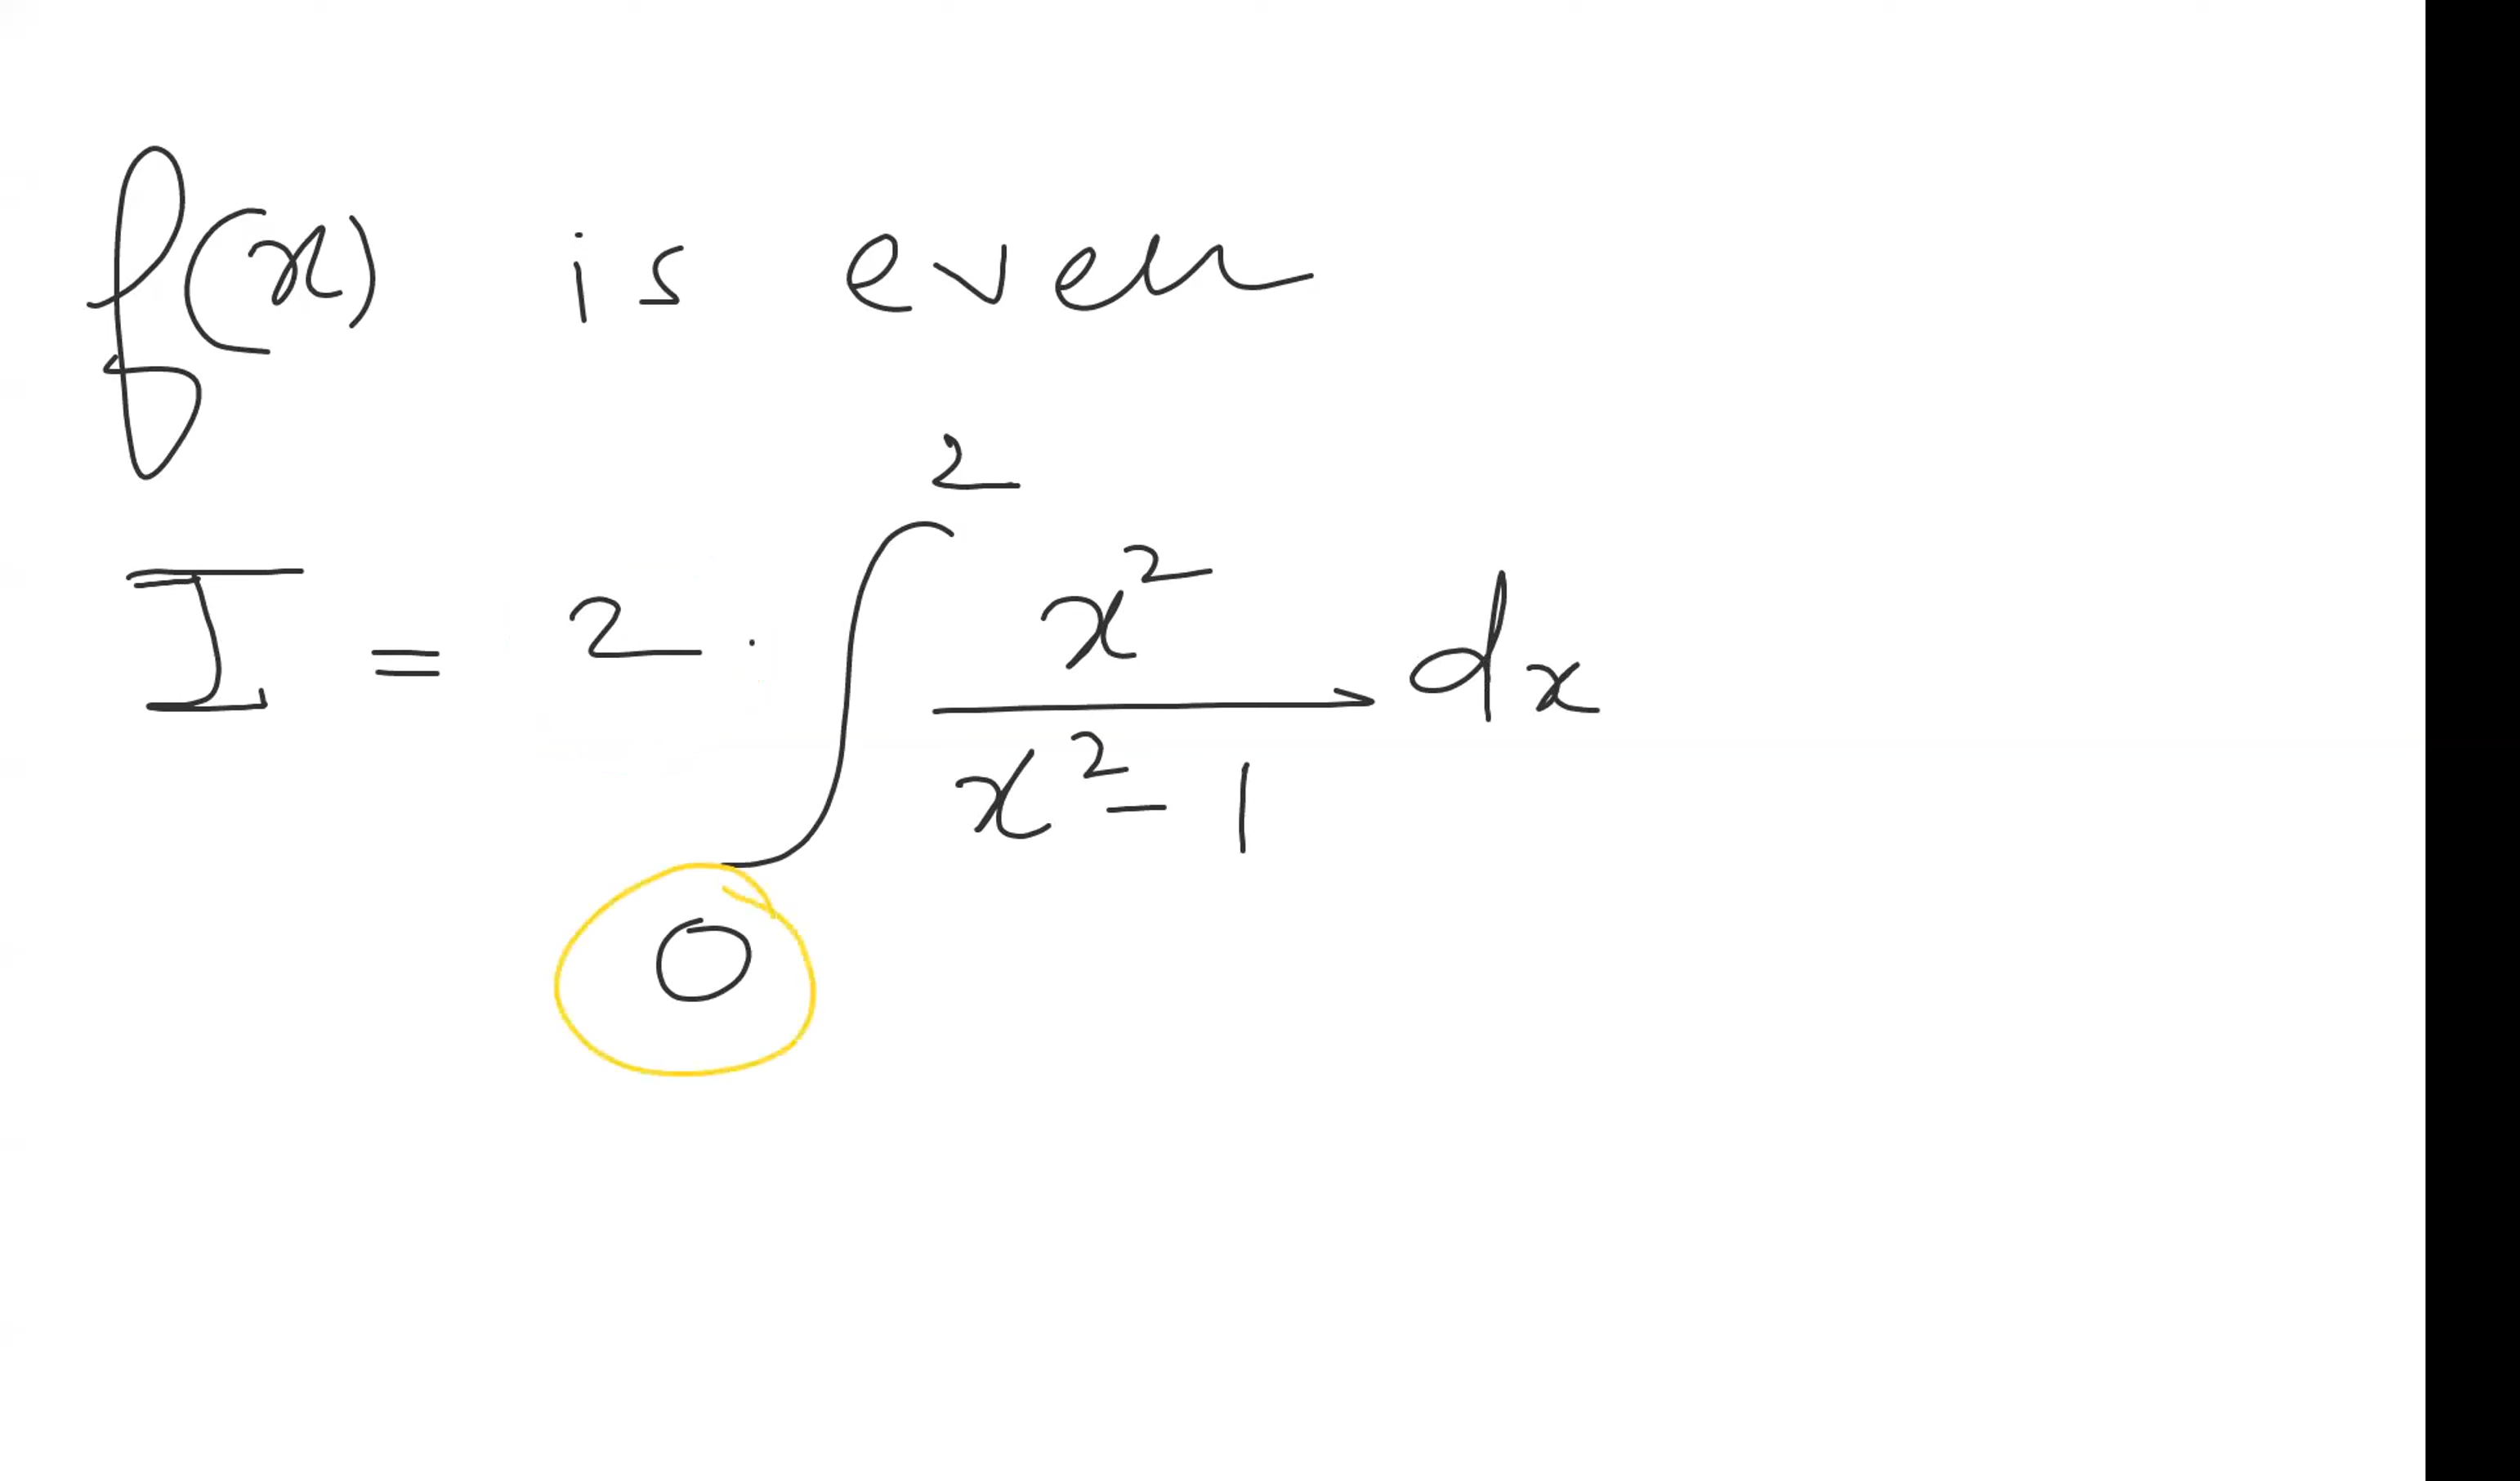 f(x) is even
I = 2 · ∫₀² x²/(x² - 1) dx